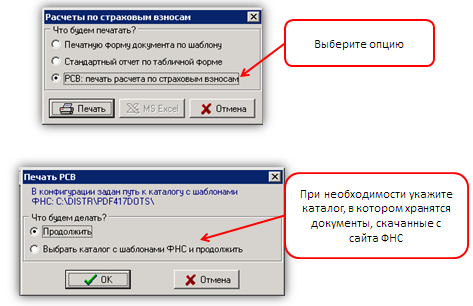 Расчеты по страховым взносам
Что будем печатать?
Печатную форму документа по шаблону
Стандартный отчет по табличной форме
РСВ: печать расчета по страховым взносам
Печать
MS Excel
Отмена
Выберите опцию
Печать РСВ
В конфигурации задан путь к каталогу с шаблонами
ФНС: C:\DISTR\PDF417DOTS\
Что будем делать?
Продолжить
Выбрать каталог с шаблонами ФНС и продолжить
OK
Отмена
При необходимости укажите
каталог, в котором хранятся
документы, скачанные с
сайта ФНС